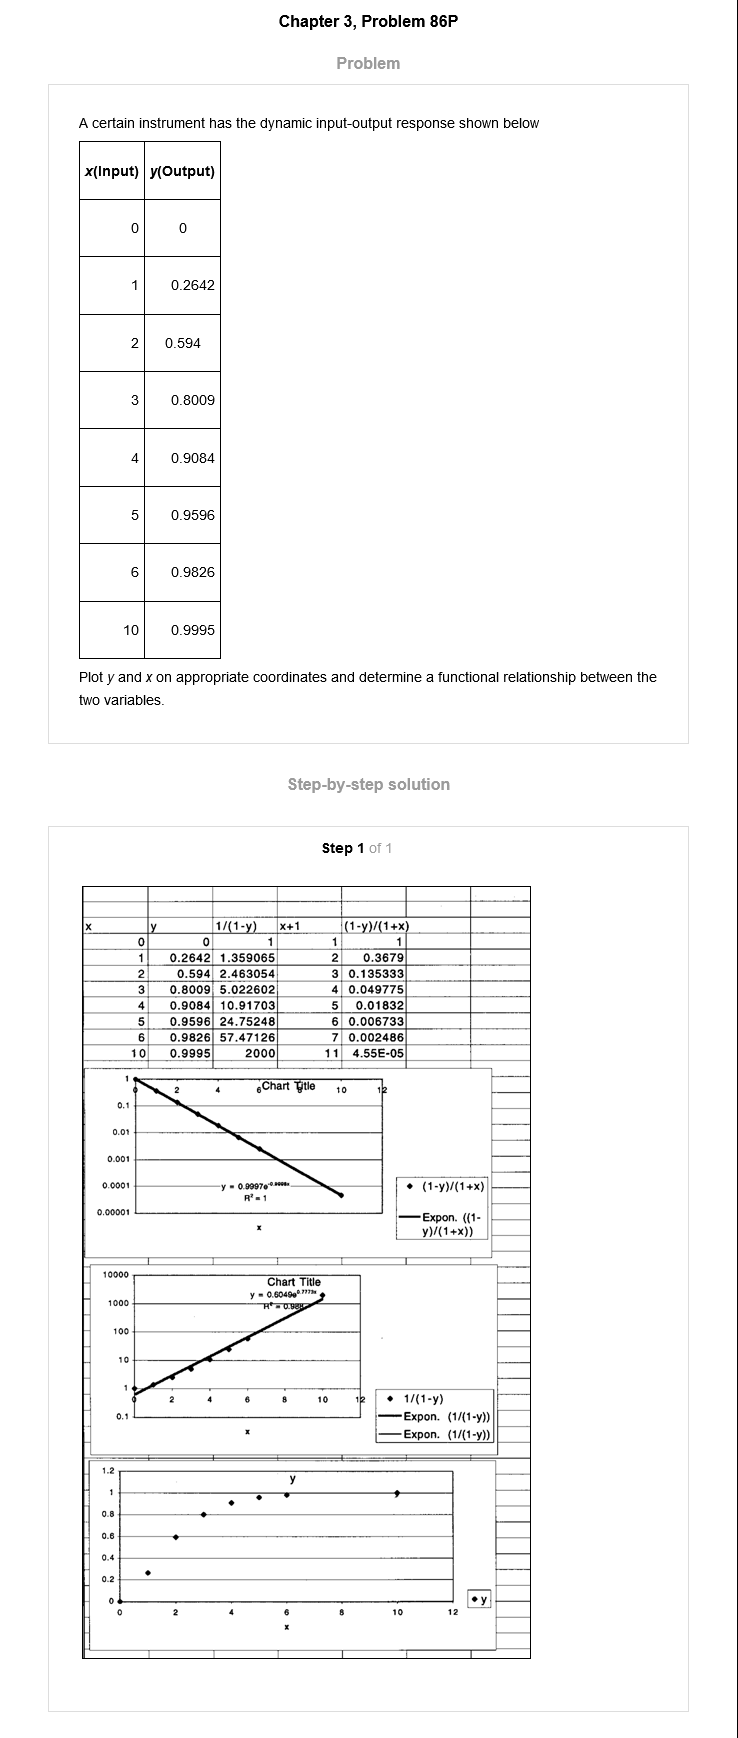 Chapter 3, Problem 86P
Problem
A certain instrument has the dynamic input-output response shown below
x(Input) y(Output)
0 0
1 0.2642
2 0.594
3 0.8009
4 0.9084
5 0.9596
6 0.9826
10 0.9995
Plot y and x on appropriate coordinates and determine a functional relationship between the
two variables.
Step-by-step solution
Step 1 of 1
x y 1/(1-y) x+1 (1-y)/(1+x)
0 0 1 1 1
1 0.2642 1.359065 2 0.3679
2 0.594 2.463054 3 0.135333
3 0.8009 5.022602 4 0.049775
4 0.9084 10.91703 5 0.01832
5 0.9596 24.75248 6 0.006733
6 0.9826 57.47126 7 0.002486
10 0.9995 2000 11 4.55E-05
Chart Title
1
0 2 4 6 8 10 12
0.1
0.01
0.001
0.0001
0.00001
y = 0.9997e
R² = 1
x
(1-y)/(1+x)
Expon. ((1-
y)/(1+x))
10000
Chart Title
y = 0.6049e
1000
R² = 0.988
100
10
1
0 2 4 6 8 10 12
0.1
x
1/(1-y)
Expon. (1/(1-y))
Expon. (1/(1-y))
1.2
y
1
0.8
0.6
0.4
0.2
0
0 2 4 6 8 10 12
x
y